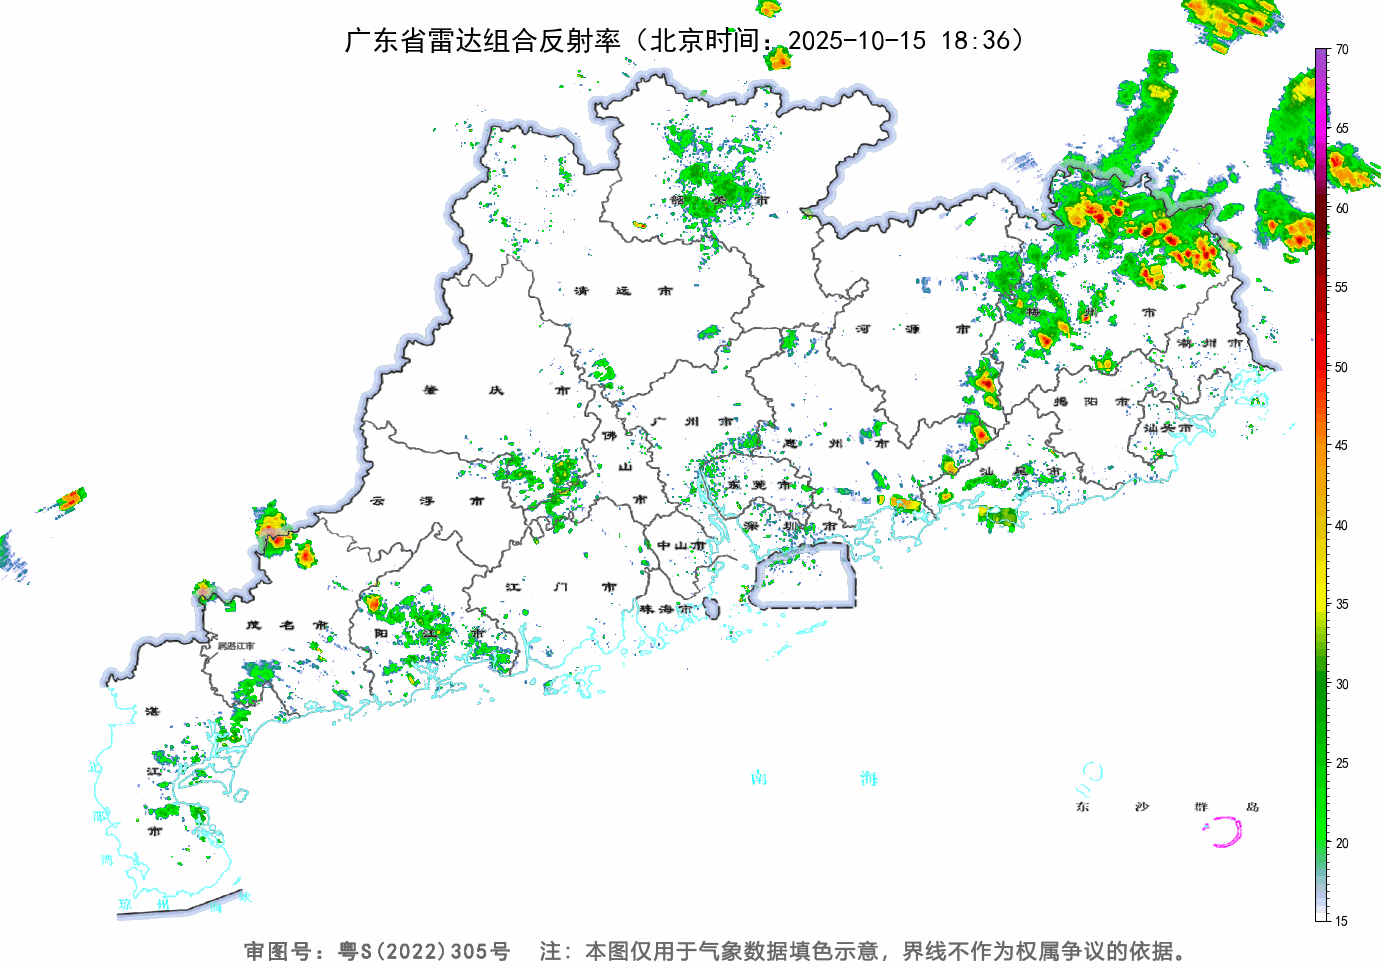 广东省雷达组合反射率（北京时间：2025-10-15 18:36）
70
65
60
55
50
45
40
35
30
25
20
15
韶关市
清远市
河源市
梅州市
潮州市
肇庆市
广州市
惠州市
揭阳市
汕头市
佛山市
云浮市
东莞市
汕尾市
深圳市
中山市
江门市
珠海市
茂名市
阳江市
属湛江市
湛江市
北部湾
琼州海峡
南海
东沙群岛
审图号：粤S(2022)305号 注：本图仅用于气象数据填色示意，界线不作为权属争议的依据。